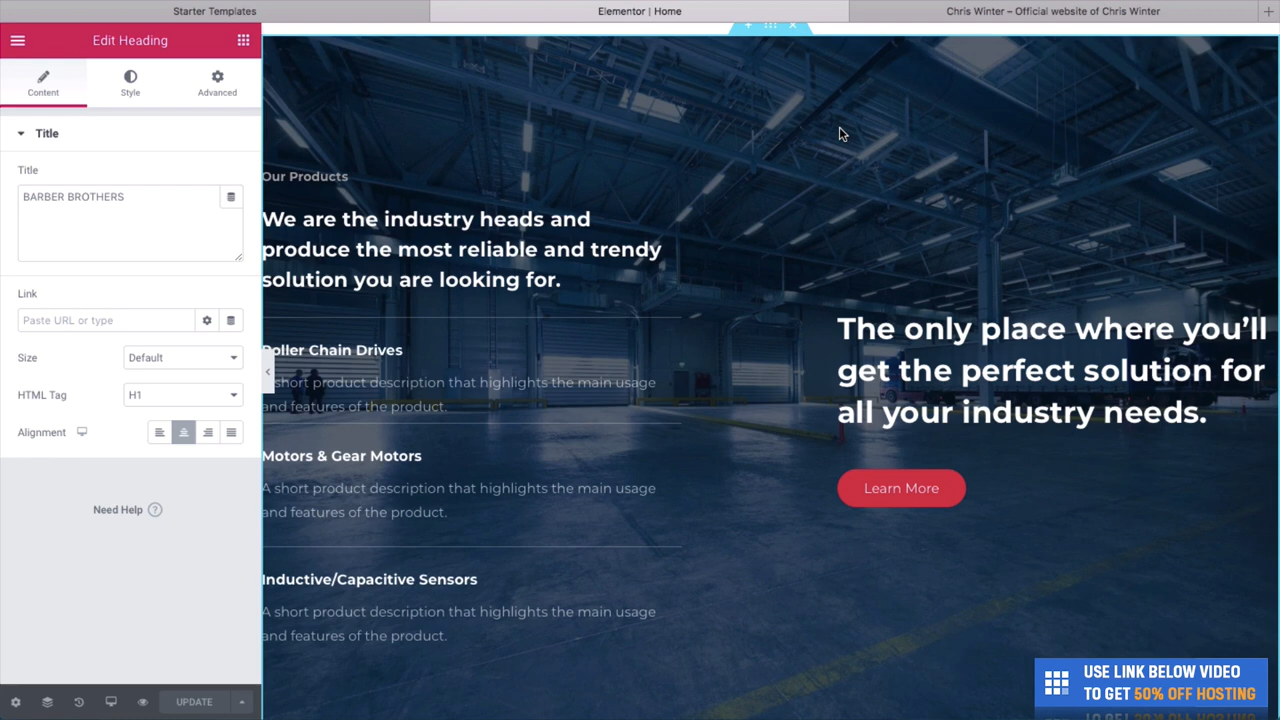 Starter Templates
Elementor | Home
Chris Winter – Official website of Chris Winter
Edit Heading
Content
Style
Advanced
Title
Title
BARBER BROTHERS
Link
Paste URL or type
Size
Default
HTML Tag
H1
Alignment
Need Help
UPDATE
Our Products
We are the industry heads and
produce the most reliable and trendy
solution you are looking for.
Roller Chain Drives
A short product description that highlights the main usage
and features of the product.
Motors & Gear Motors
A short product description that highlights the main usage
and features of the product.
Inductive/Capacitive Sensors
A short product description that highlights the main usage
and features of the product.
The only place where you’ll
get the perfect solution for
all your industry needs.
Learn More
USE LINK BELOW VIDEO
TO GET 50% OFF HOSTING